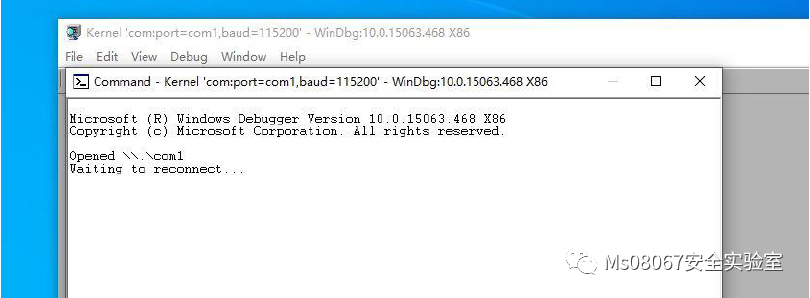 Kernel 'com:port=com1,baud=115200' - WinDbg:10.0.15063.468 X86
File Edit View Debug Window Help
Command - Kernel 'com:port=com1,baud=115200' - WinDbg:10.0.15063.468 X86
Microsoft (R) Windows Debugger Version 10.0.15063.468 X86
Copyright (c) Microsoft Corporation. All rights reserved.
Opened \\.\com1
Waiting to reconnect...
Ms08067安全实验室